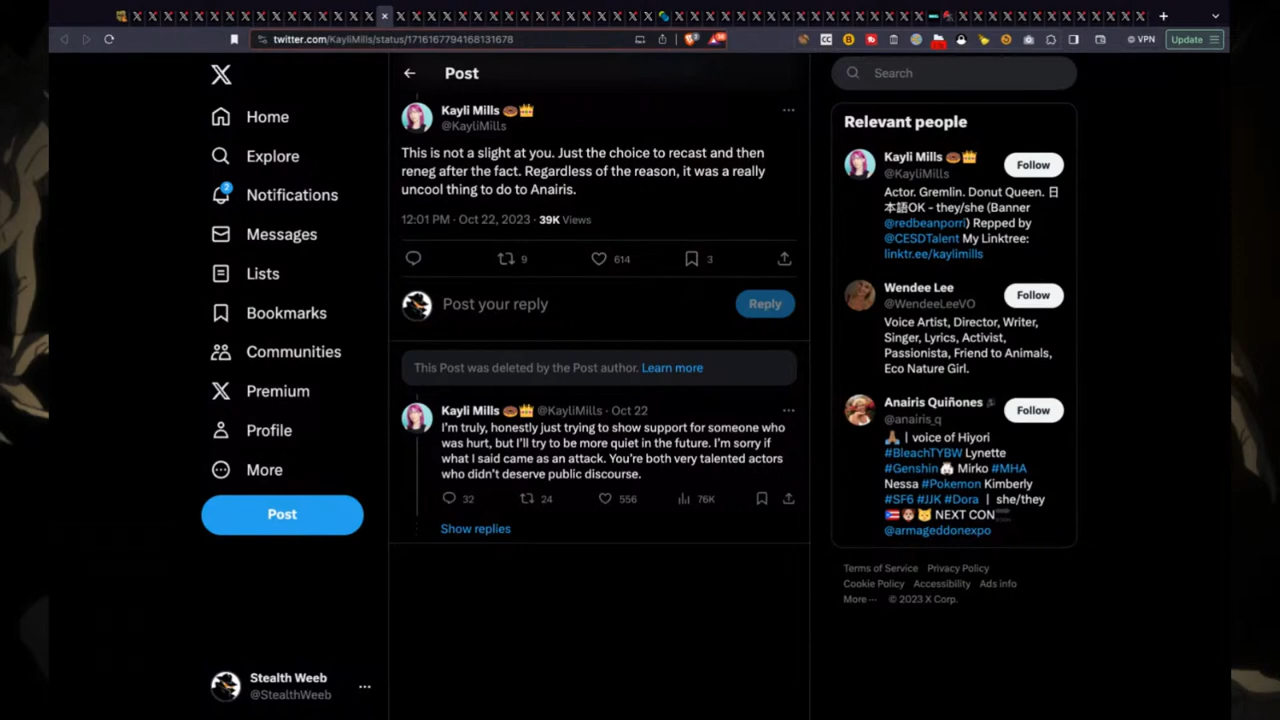 twitter.com/KayliMills/status/1716167794168131678
VPN
Update
Home
Explore
2
Notifications
Messages
Lists
Bookmarks
Communities
Premium
Profile
More
Post
Stealth Weeb
@StealthWeeb
Post
Kayli Mills 🍩👑
@KayliMills
This is not a slight at you. Just the choice to recast and then
reneg after the fact. Regardless of the reason, it was a really
uncool thing to do to Anairis.
12:01 PM · Oct 22, 2023 · 39K Views
9
614
3
Post your reply
Reply
This Post was deleted by the Post author. Learn more
Kayli Mills 🍩👑 @KayliMills · Oct 22
I'm truly, honestly just trying to show support for someone who
was hurt, but I'll try to be more quiet in the future. I'm sorry if
what I said came as an attack. You're both very talented actors
who didn't deserve public discourse.
32
24
556
76K
Show replies
Search
Relevant people
Kayli Mills 🍩👑
@KayliMills
Follow
Actor. Gremlin. Donut Queen. 日
本語OK - they/she (Banner
@redbeanporri) Repped by
@CESDTalent My Linktree:
linktr.ee/kaylimills
Wendee Lee
@WendeeLeeVO
Follow
Voice Artist, Director, Writer,
Singer, Lyrics, Activist,
Passionista, Friend to Animals,
Eco Nature Girl.
Anairis Quiñones
@anairis_q
Follow
| voice of Hiyori
#BleachTYBW Lynette
#Genshin Mirko #MHA
Nessa #Pokemon Kimberly
#SF6 #JJK #Dora | she/they
NEXT CON
@armageddonexpo
Terms of Service Privacy Policy
Cookie Policy Accessibility Ads info
More ··· © 2023 X Corp.